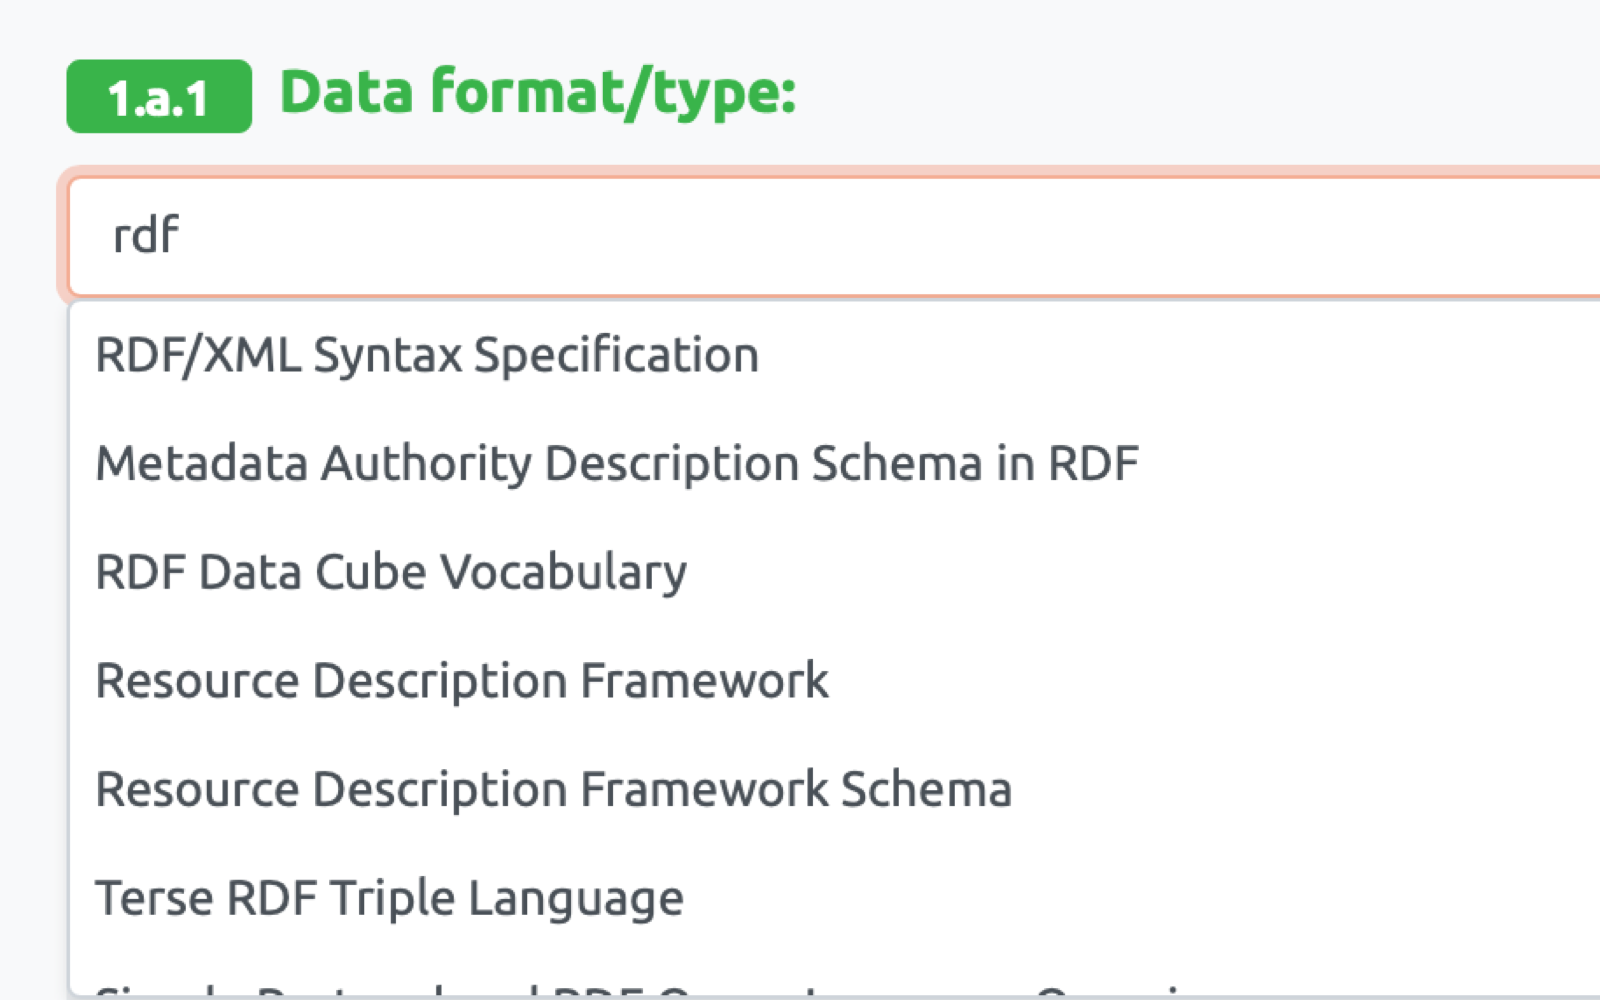 1.a.1 Data format/type:
rdf
RDF/XML Syntax Specification
Metadata Authority Description Schema in RDF
RDF Data Cube Vocabulary
Resource Description Framework
Resource Description Framework Schema
Terse RDF Triple Language